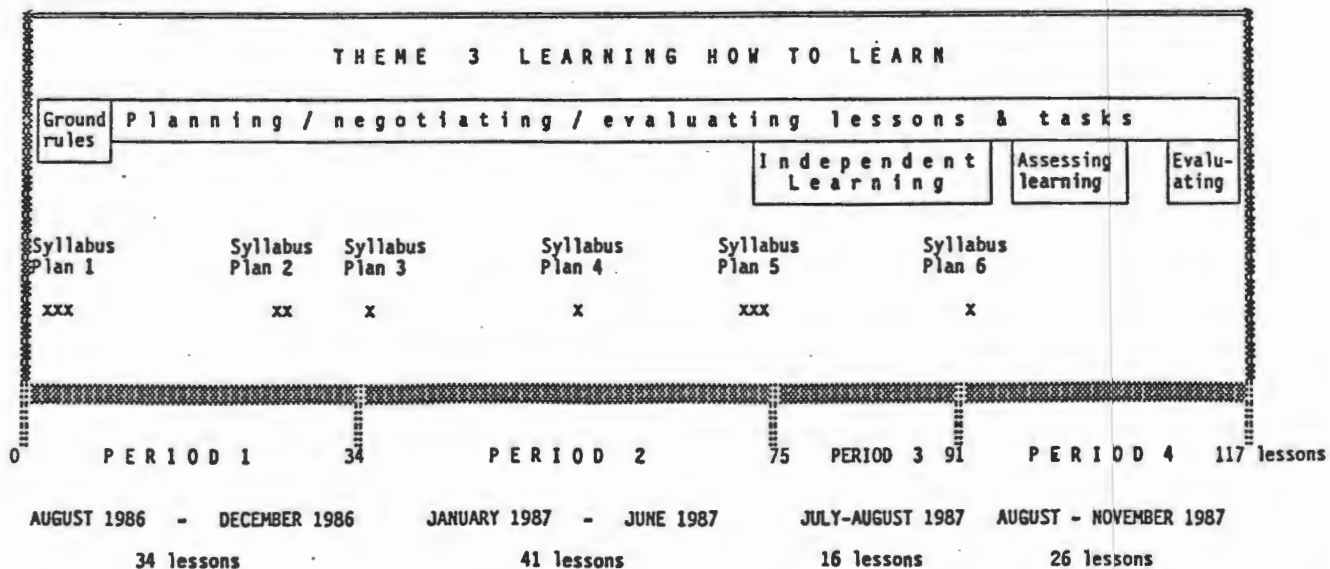 THEME 3 LEARNING HOW TO LEARN
Ground rules
Planning / negotiating / evaluating lessons & tasks
Independent
Learning
Assessing
learning
Evalu-
ating
Syllabus
Plan 1
Syllabus
Plan 2
Syllabus
Plan 3
Syllabus
Plan 4
Syllabus
Plan 5
Syllabus
Plan 6
xxx xx x x xxx x
0 PERIOD 1 34 PERIOD 2 75 PERIOD 3 91 PERIOD 4 117 lessons
AUGUST 1986 - DECEMBER 1986 JANUARY 1987 - JUNE 1987 JULY-AUGUST 1987 AUGUST - NOVEMBER 1987
34 lessons 41 lessons 16 lessons 26 lessons